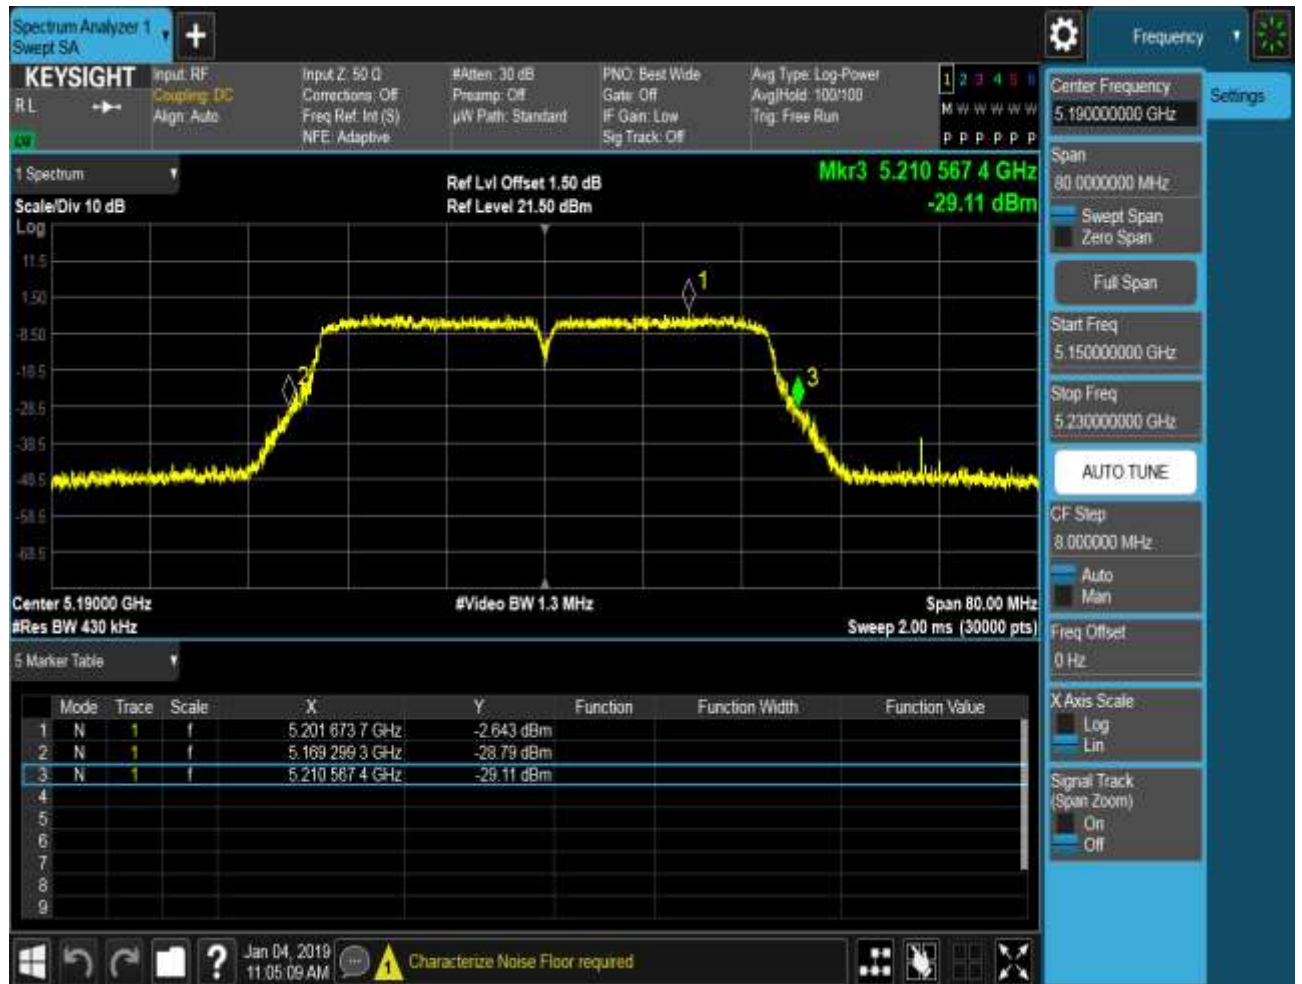 Spectrum Analyzer 1
Swept SA
Frequency
KEYSIGHT
R L
Input: RF
Coupling: DC
Align: Auto
Input Z: 50 Ω
Corrections: Off
Freq Ref: Int (S)
NFE: Adaptive
#Atten: 30 dB
Preamp: Off
µW Path: Standard
PNO: Best Wide
Gate: Off
IF Gain: Low
Sig Track: Off
Avg Type: Log-Power
Avg|Hold: 100/100
Trig: Free Run
1 2 3 4 5 6
M W W W W W
P P P P P P
1 Spectrum
Scale/Div 10 dB
Ref Lvl Offset 1.50 dB
Ref Level 21.50 dBm
Mkr3 5.210 567 4 GHz
-29.11 dBm
Log
11.5
1.50
-8.50
-18.5
-28.5
-38.5
-48.5
-58.5
-68.5
1
2
3
Center 5.19000 GHz
#Res BW 430 kHz
#Video BW 1.3 MHz
Span 80.00 MHz
Sweep 2.00 ms (30000 pts)
5 Marker Table
Mode Trace Scale X Y Function Function Width Function Value
1 N 1 f 5.201 673 7 GHz -2.643 dBm
2 N 1 f 5.169 299 3 GHz -28.79 dBm
3 N 1 f 5.210 567 4 GHz -29.11 dBm
4
5
6
7
8
9
Center Frequency
5.190000000 GHz
Settings
Span
80.0000000 MHz
Swept Span
Zero Span
Full Span
Start Freq
5.150000000 GHz
Stop Freq
5.230000000 GHz
AUTO TUNE
CF Step
8.000000 MHz
Auto
Man
Freq Offset
0 Hz
X Axis Scale
Log
Lin
Signal Track
(Span Zoom)
On
Off
Jan 04, 2019
11:05:09 AM
Characterize Noise Floor required